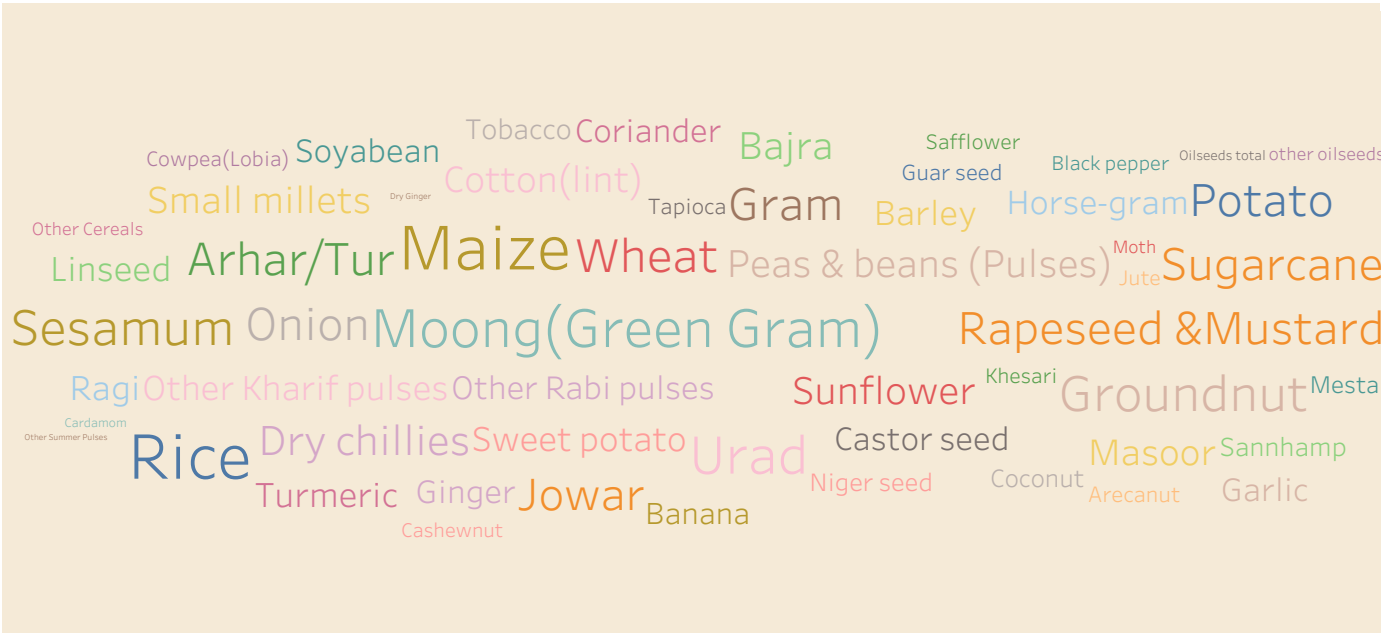 Tobacco Coriander
Cowpea(Lobia) Soyabean Bajra Safflower Black pepper Oilseeds total other oilseeds
Small millets Dry Ginger Cotton(lint) Guar seed
Tapioca Gram Barley Horse-gram Potato
Other Cereals
Linseed Arhar/Tur Maize Wheat Peas & beans (Pulses) Moth Jute Sugarcane
Sesamum Onion Moong(Green Gram) Rapeseed &Mustard
Ragi Other Kharif pulses Other Rabi pulses Sunflower Khesari Groundnut Mesta
Cardamom
Other Summer Pulses
Rice Dry chillies Sweet potato Urad Castor seed Masoor Sannhamp
Turmeric Ginger Jowar Niger seed Coconut Arecanut Garlic
Banana
Cashewnut